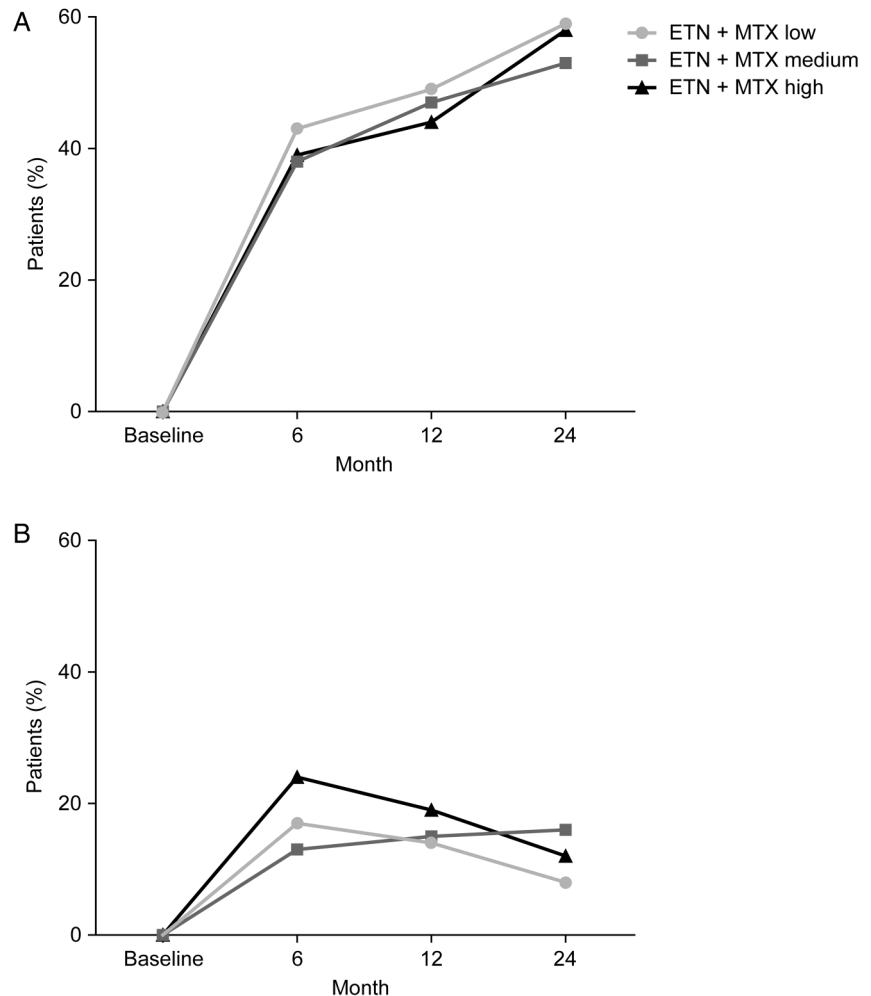 A
60
40
20
0
Patients (%)
Baseline 6 12 24
Month
ETN + MTX low
ETN + MTX medium
ETN + MTX high
B
60
40
20
0
Patients (%)
Baseline 6 12 24
Month